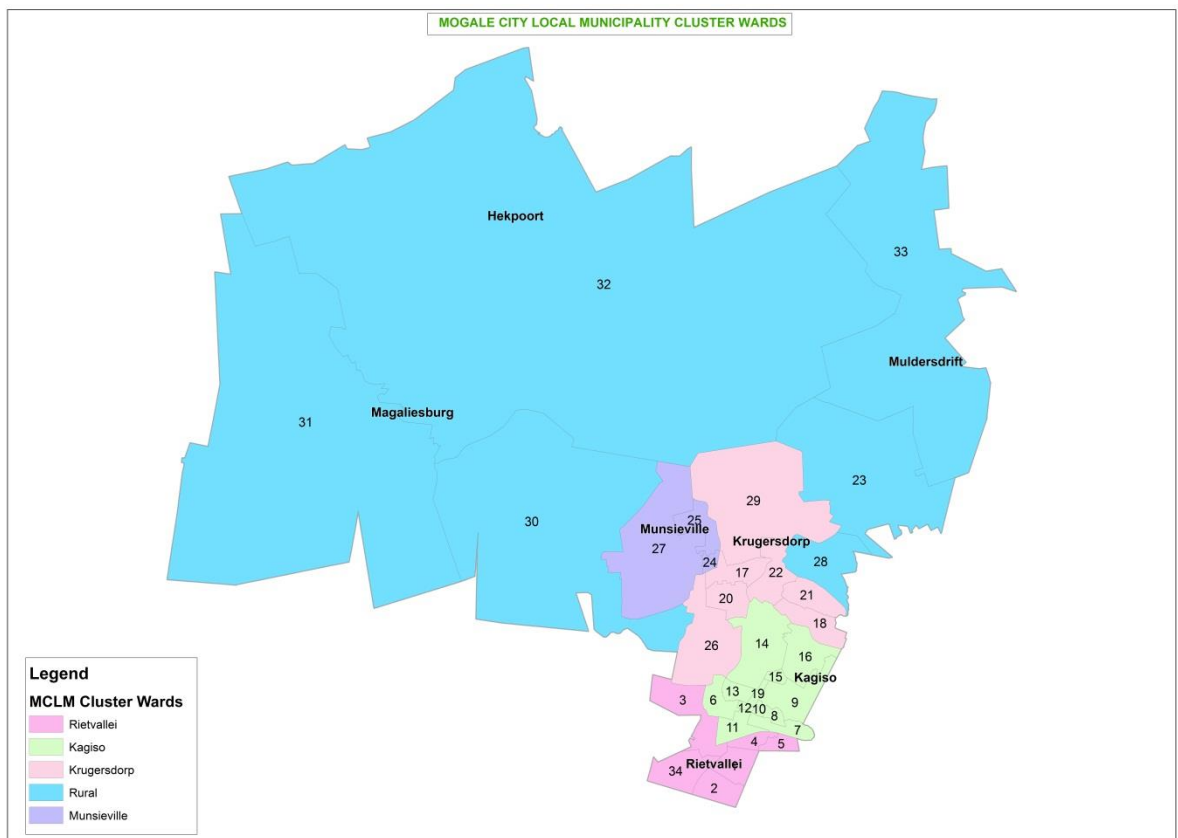 MOGALE CITY LOCAL MUNICIPALITY CLUSTER WARDS
Hekpoort
33
32
Muldersdrift
Magaliesburg
31
23
29
30
25
Munsieville
Krugersdorp
27
24
28
17
22
20
21
18
14
26
16
15
Kagiso
13
19
3
6
9
12
10
8
11
7
4
5
Rietvallei
34
2
Legend
MCLM Cluster Wards
Rietvallei
Kagiso
Krugersdorp
Rural
Munsieville